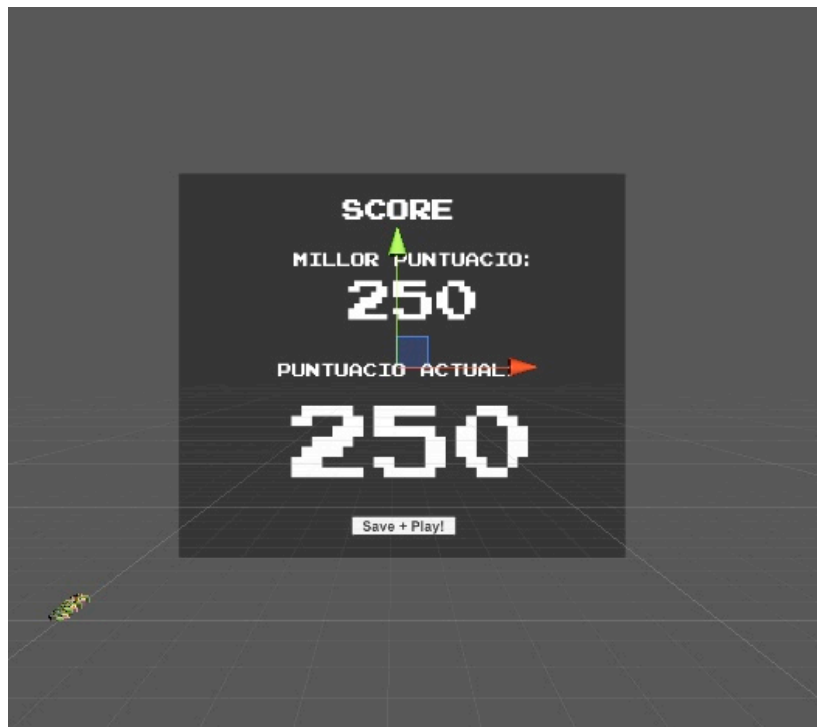 SCORE
MILLOR PUNTUACIO:
250
PUNTUACIO ACTUAL:
250
Save + Play!